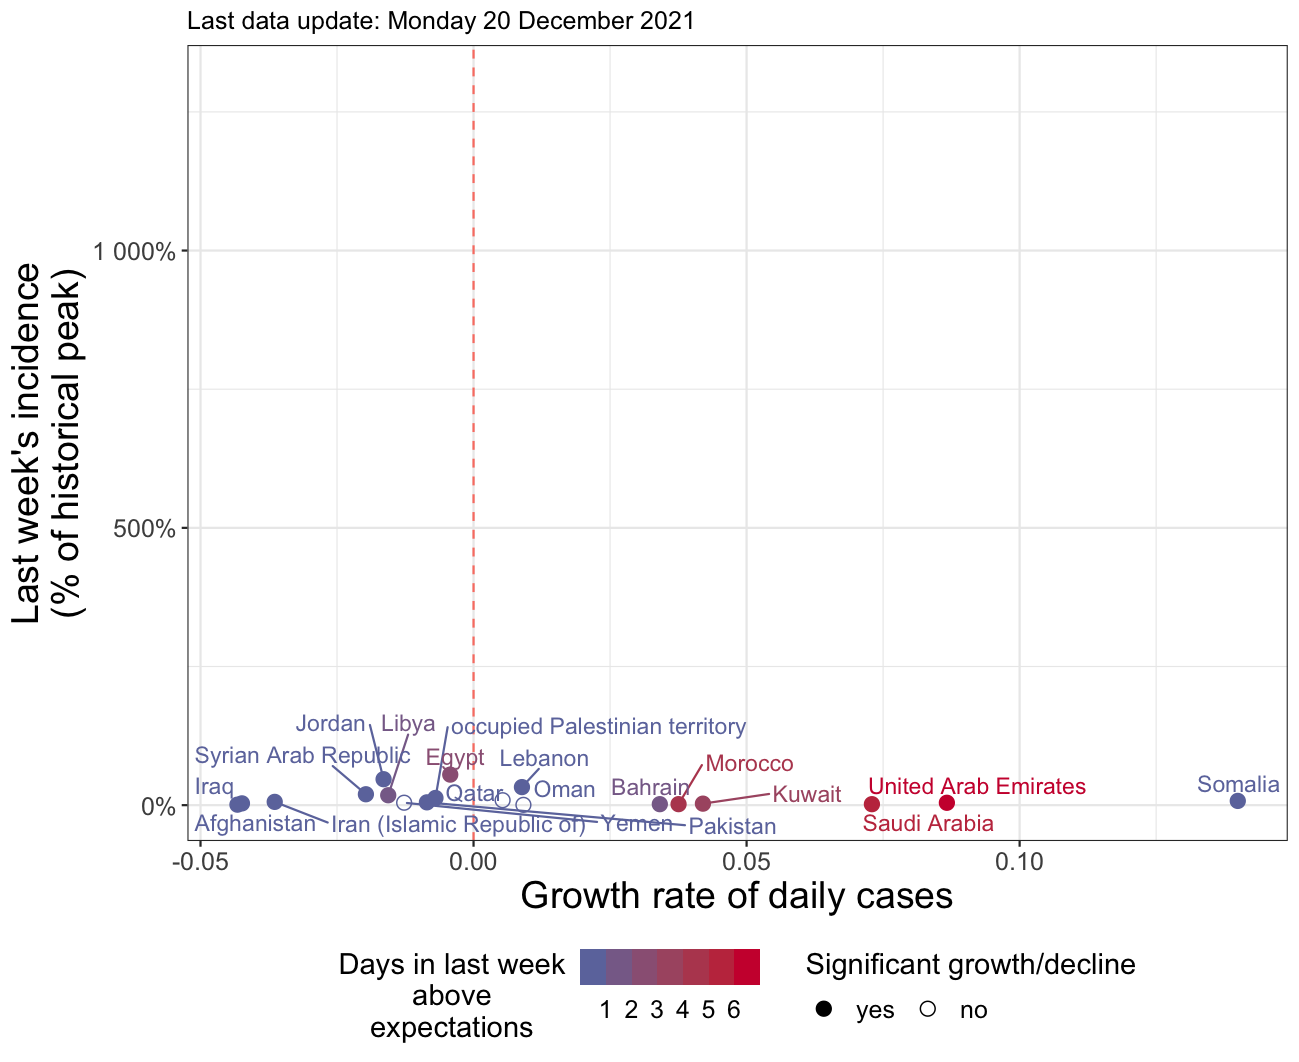 Last data update: Monday 20 December 2021
Last week's incidence
(% of historical peak)
1 000%
500%
0%
Jordan
Libya
occupied Palestinian territory
Syrian Arab Republic
Egypt
Lebanon
Morocco
Iraq
Qatar
Oman
Bahrain
Kuwait
United Arab Emirates
Somalia
Afghanistan
Iran (Islamic Republic of)
Yemen
Pakistan
Saudi Arabia
-0.05
0.00
0.05
0.10
Growth rate of daily cases
Days in last week
above
expectations
1 2 3 4 5 6
Significant growth/decline
yes
no